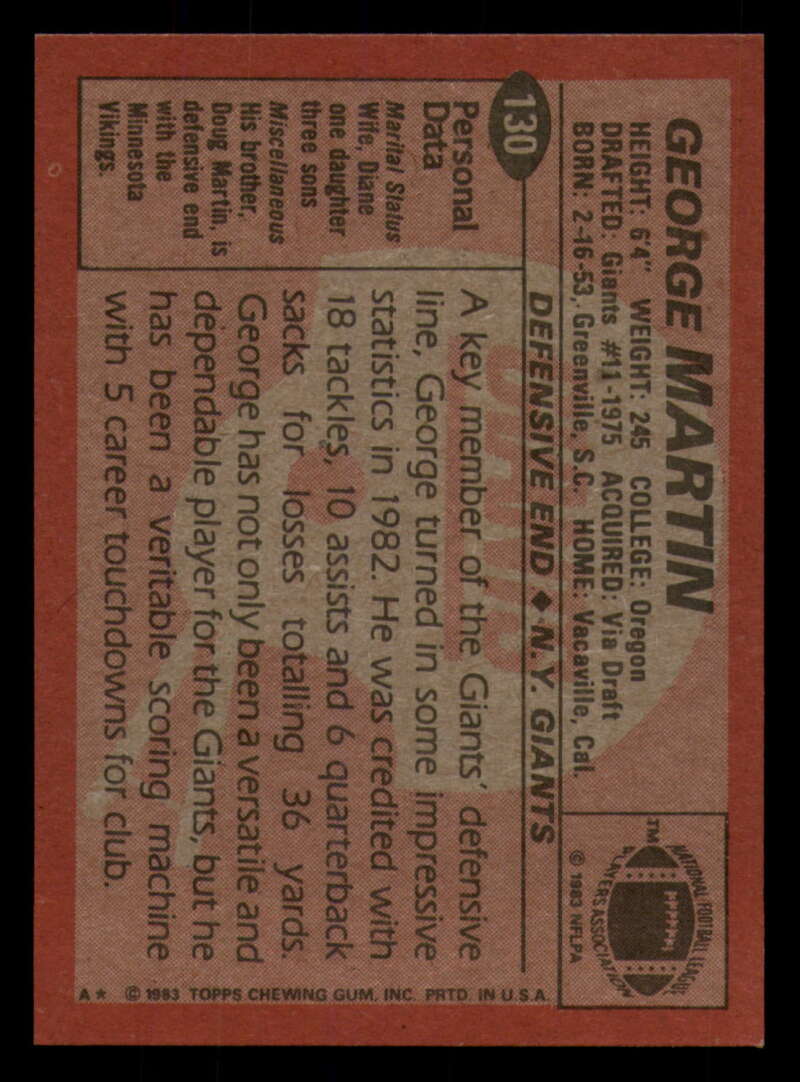 GEORGE MARTIN
HEIGHT: 6'4" WEIGHT: 245 COLLEGE: Oregon
DRAFTED: Giants #11-1975 ACQUIRED: Via Draft
BORN: 2-16-53, Greenville, S.C. HOME: Vacaville, Cal.
130
DEFENSIVE END ♦ N.Y. GIANTS
NATIONAL FOOTBALL LEAGUE
PLAYERS ASSOCIATION
TM
© 1983 NFLPA
Personal
Data
Marital Status
Wife, Diane
one daughter
three sons
Miscellaneous
His brother,
Doug Martin, is
defensive end
with the
Minnesota
Vikings.
A key member of the Giants' defensive
line, George turned in some impressive
statistics in 1982. He was credited with
18 tackles, 10 assists and 6 quarterback
sacks for losses totalling 36 yards.
George has not only been a versatile and
dependable player for the Giants, but he
has been a veritable scoring machine
with 5 career touchdowns for club.
A* © 1983 TOPPS CHEWING GUM, INC. PRTD. IN U.S.A.